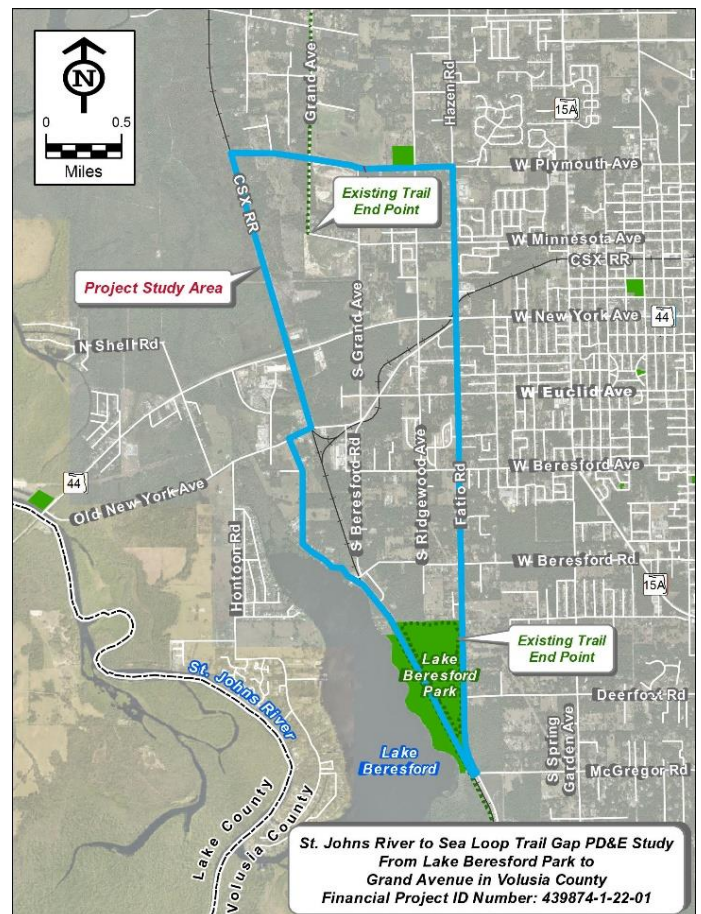 N
0 0.5
Miles
Grand Ave
Hazen Rd
15A
W Plymouth Ave
CSX RR
Existing Trail
End Point
W Minnesota Ave
CSX RR
Project Study Area
S Grand Ave
W New York Ave
44
N Shell Rd
W Euclid Ave
S Beresford Rd
S Ridgewood Ave
Fatio Rd
W Beresford Ave
44
Old New York Ave
Hontoon Rd
W Beresford Rd
15A
Existing Trail
End Point
Lake
Beresford
Park
St. Johns River
Deerfoot Rd
S Spring
Garden Ave
Lake
Beresford
McGregor Rd
Lake County
Volusia County
St. Johns River to Sea Loop Trail Gap PD&E Study
From Lake Beresford Park to
Grand Avenue in Volusia County
Financial Project ID Number: 439874-1-22-01